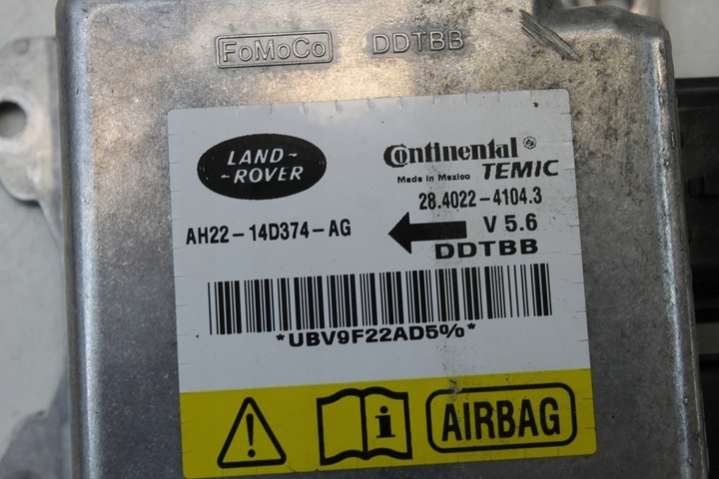 FoMoCo DDTBB
LAND~
~ROVER
Continental
Made in Mexico TEMIC
28.4022-4104.3
AH22-14D374-AG
V 5.6
DDTBB
*UBV9F22AD5%*
AIRBAG